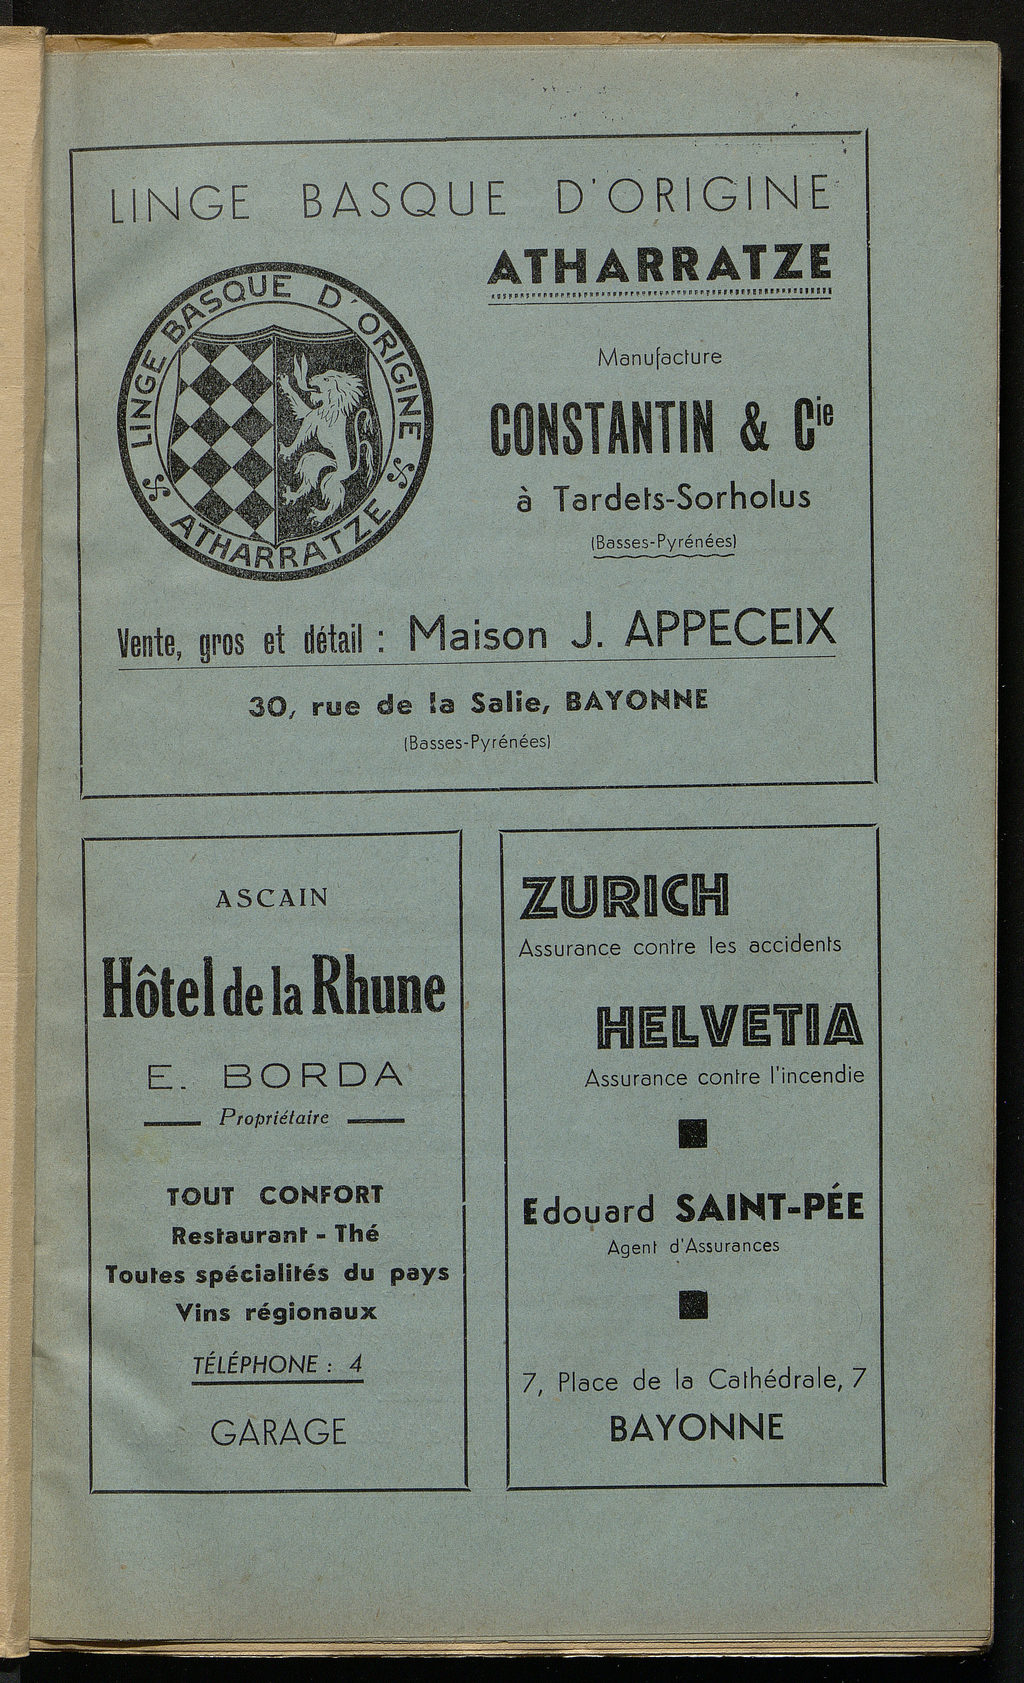 LINGE BASQUE D'ORIGINE
ATHARRATZE
LINGE BASQUE D'ORIGINE
ATHARRATZE
Manufacture
CONSTANTIN & Cie
à Tardets-Sorholus
(Basses-Pyrénées)
Vente, gros et détail : Maison J. APPECEIX
30, rue de la Salie, BAYONNE
(Basses-Pyrénées)
ASCAIN
Hôtel de la Rhune
E. BORDA
Propriétaire
TOUT CONFORT
Restaurant - Thé
Toutes spécialités du pays
Vins régionaux
TÉLÉPHONE : 4
GARAGE
ZURICH
Assurance contre les accidents
HELVETIA
Assurance contre l'incendie
Edouard SAINT-PÉE
Agent d'Assurances
7, Place de la Cathédrale, 7
BAYONNE